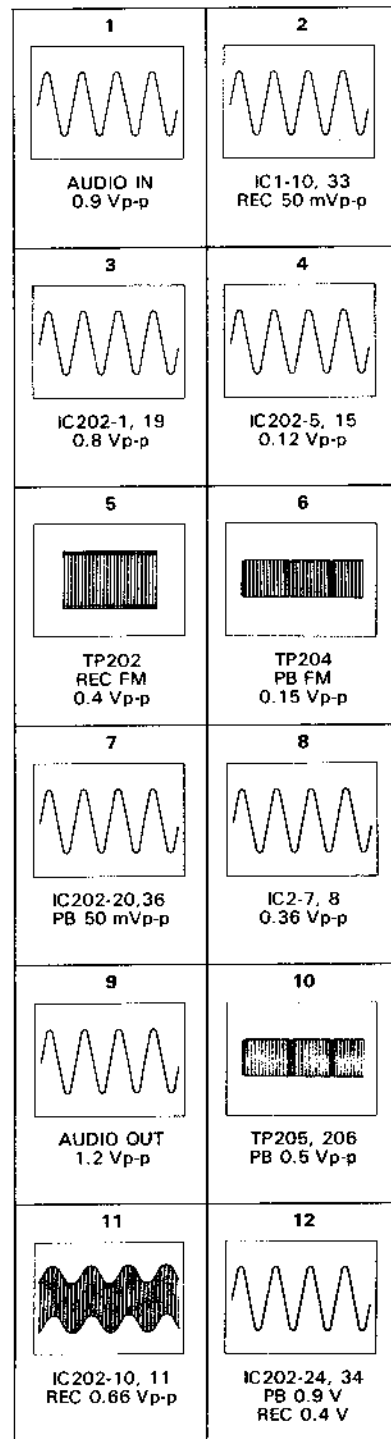 1
AUDIO IN
0.9 Vp-p
2
IC1-10, 33
REC 50 mVp-p
3
IC202-1, 19
0.8 Vp-p
4
IC202-5, 15
0.12 Vp-p
5
TP202
REC FM
0.4 Vp-p
6
TP204
PB FM
0.15 Vp-p
7
IC202-20,36
PB 50 mVp-p
8
IC2-7, 8
0.36 Vp-p
9
AUDIO OUT
1.2 Vp-p
10
TP205, 206
PB 0.5 Vp-p
11
IC202-10, 11
REC 0.66 Vp-p
12
IC202-24, 34
PB 0.9 V
REC 0.4 V